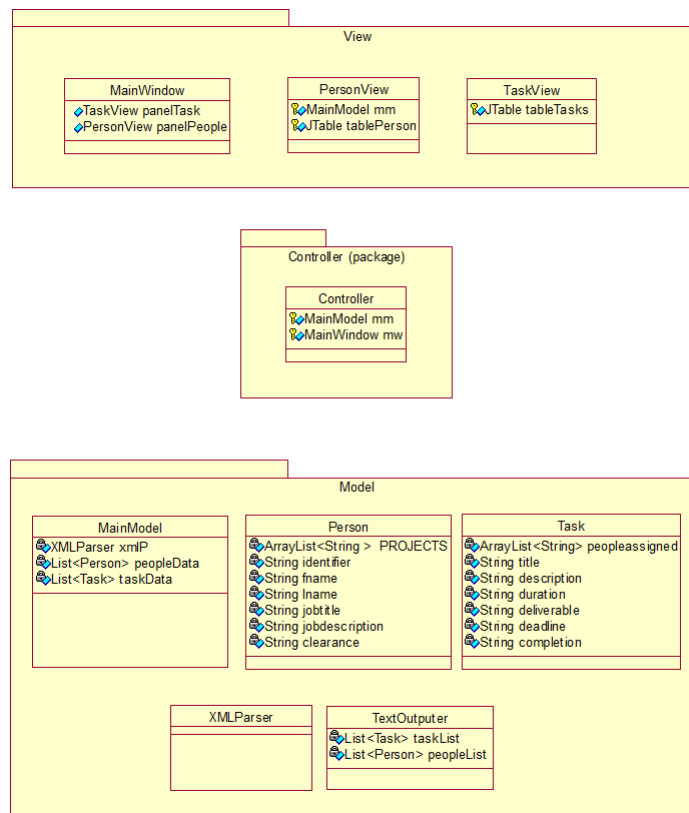 View
MainWindow
TaskView panelTask
PersonView panelPeople
PersonView
MainModel mm
JTable tablePerson
TaskView
JTable tableTasks
Controller (package)
Controller
MainModel mm
MainWindow mw
Model
MainModel
XMLParser xmlP
List<Person> peopleData
List<Task> taskData
Person
ArrayList<String > PROJECTS
String identifier
String fname
String lname
String jobtitle
String jobdescription
String clearance
Task
ArrayList<String> peopleassigned
String title
String description
String duration
String deliverable
String deadline
String completion
XMLParser
TextOutputer
List<Task> taskList
List<Person> peopleList